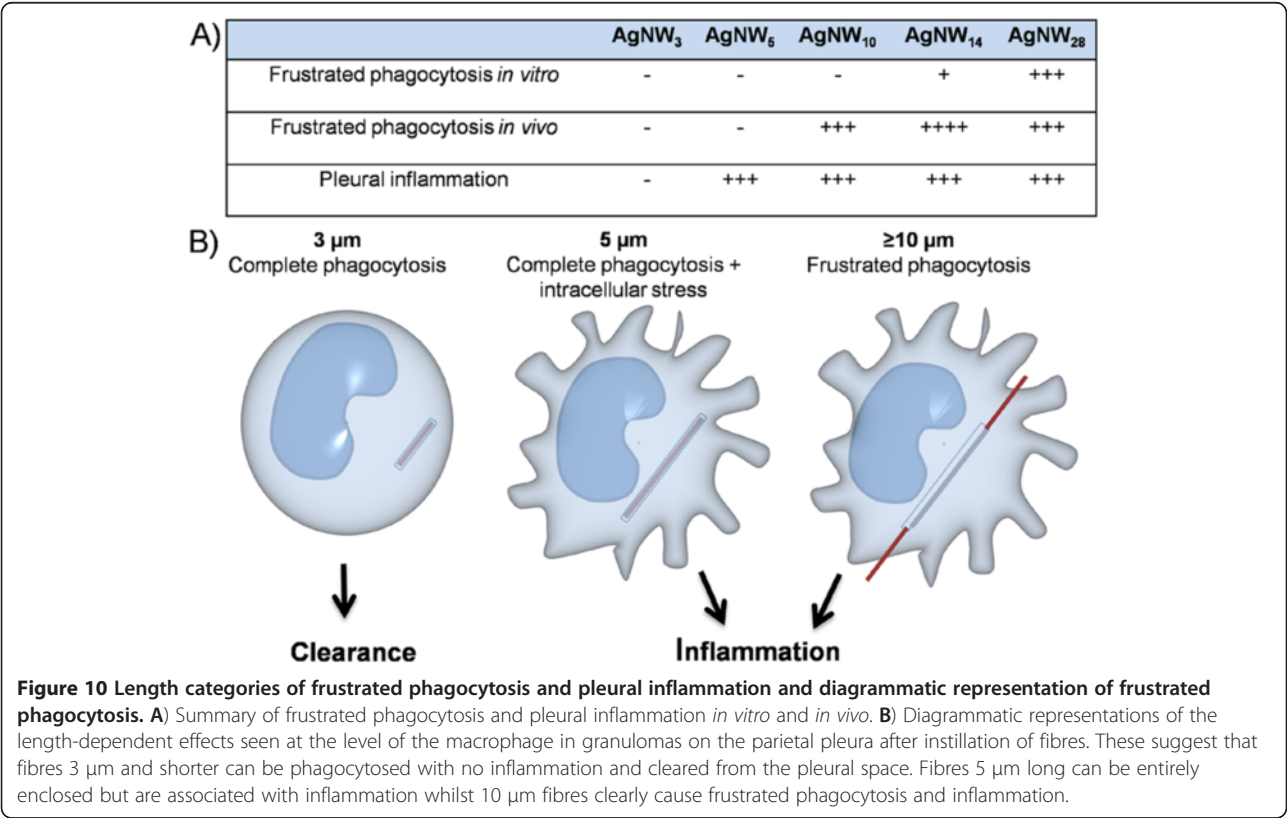 A)
AgNW₃ AgNW₅ AgNW₁₀ AgNW₁₄ AgNW₂₈
Frustrated phagocytosis in vitro - - - + +++
Frustrated phagocytosis in vivo - - +++ ++++ +++
Pleural inflammation - +++ +++ +++ +++
B)
3 µm
Complete phagocytosis
5 µm
Complete phagocytosis +
intracellular stress
≥10 µm
Frustrated phagocytosis
Clearance
Inflammation
Figure 10 Length categories of frustrated phagocytosis and pleural inflammation and diagrammatic representation of frustrated
phagocytosis. A) Summary of frustrated phagocytosis and pleural inflammation in vitro and in vivo. B) Diagrammatic representations of the
length-dependent effects seen at the level of the macrophage in granulomas on the parietal pleura after instillation of fibres. These suggest that
fibres 3 µm and shorter can be phagocytosed with no inflammation and cleared from the pleural space. Fibres 5 µm long can be entirely
enclosed but are associated with inflammation whilst 10 µm fibres clearly cause frustrated phagocytosis and inflammation.